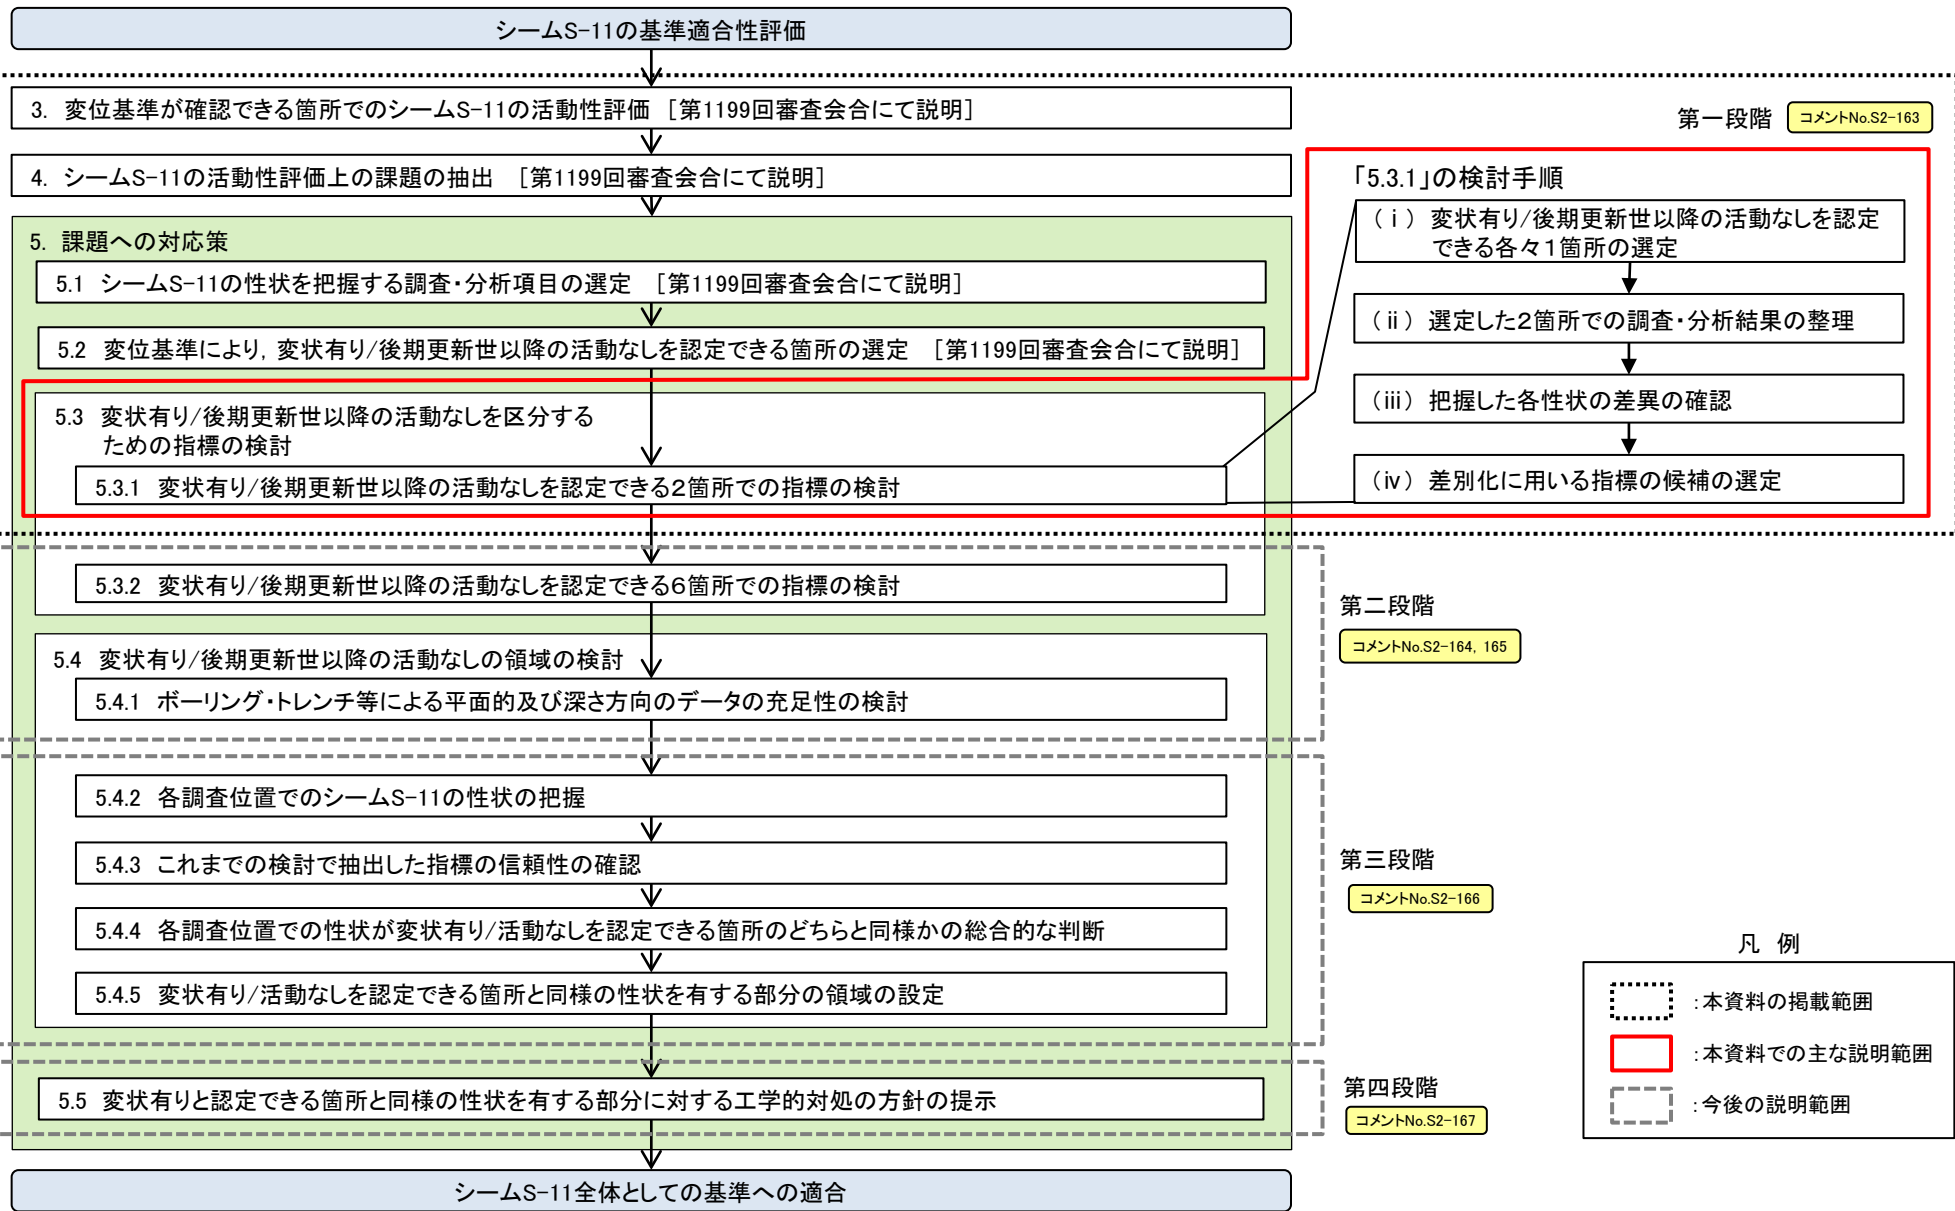 シームS-11の基準適合性評価
3. 変位基準が確認できる箇所でのシームS-11の活動性評価 [第1199回審査会合にて説明]
第一段階
コメントNo.S2-163
4. シームS-11の活動性評価上の課題の抽出 [第1199回審査会合にて説明]
5. 課題への対応策
5.1 シームS-11の性状を把握する調査・分析項目の選定 [第1199回審査会合にて説明]
5.2 変位基準により, 変状有り/後期更新世以降の活動なしを認定できる箇所の選定 [第1199回審査会合にて説明]
5.3 変状有り/後期更新世以降の活動なしを区分する
ための指標の検討
5.3.1 変状有り/後期更新世以降の活動なしを認定できる2箇所での指標の検討
「5.3.1」の検討手順
(ⅰ) 変状有り/後期更新世以降の活動なしを認定
できる各々1箇所の選定
(ⅱ) 選定した2箇所での調査・分析結果の整理
(ⅲ) 把握した各性状の差異の確認
(ⅳ) 差別化に用いる指標の候補の選定
5.3.2 変状有り/後期更新世以降の活動なしを認定できる6箇所での指標の検討
第二段階
コメントNo.S2-164, 165
5.4 変状有り/後期更新世以降の活動なしの領域の検討
5.4.1 ボーリング・トレンチ等による平面的及び深さ方向のデータの充足性の検討
5.4.2 各調査位置でのシームS-11の性状の把握
5.4.3 これまでの検討で抽出した指標の信頼性の確認
第三段階
コメントNo.S2-166
5.4.4 各調査位置での性状が変状有り/活動なしを認定できる箇所のどちらと同様かの総合的な判断
5.4.5 変状有り/活動なしを認定できる箇所と同様の性状を有する部分の領域の設定
5.5 変状有りと認定できる箇所と同様の性状を有する部分に対する工学的対処の方針の提示
第四段階
コメントNo.S2-167
シームS-11全体としての基準への適合
凡 例
:本資料の掲載範囲
:本資料での主な説明範囲
:今後の説明範囲